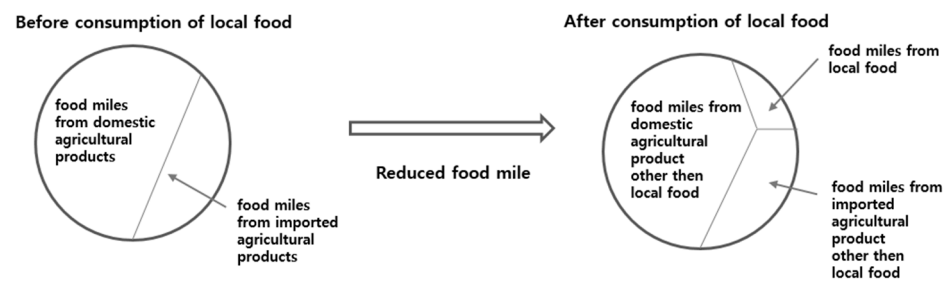 Before consumption of local food
food miles
from domestic
agricultural
products
food miles
from imported
agricultural
products
Reduced food mile
After consumption of local food
food miles from
domestic
agricultural
product
other then
local food
food miles from
local food
food miles from
imported
agricultural
product
other then
local food